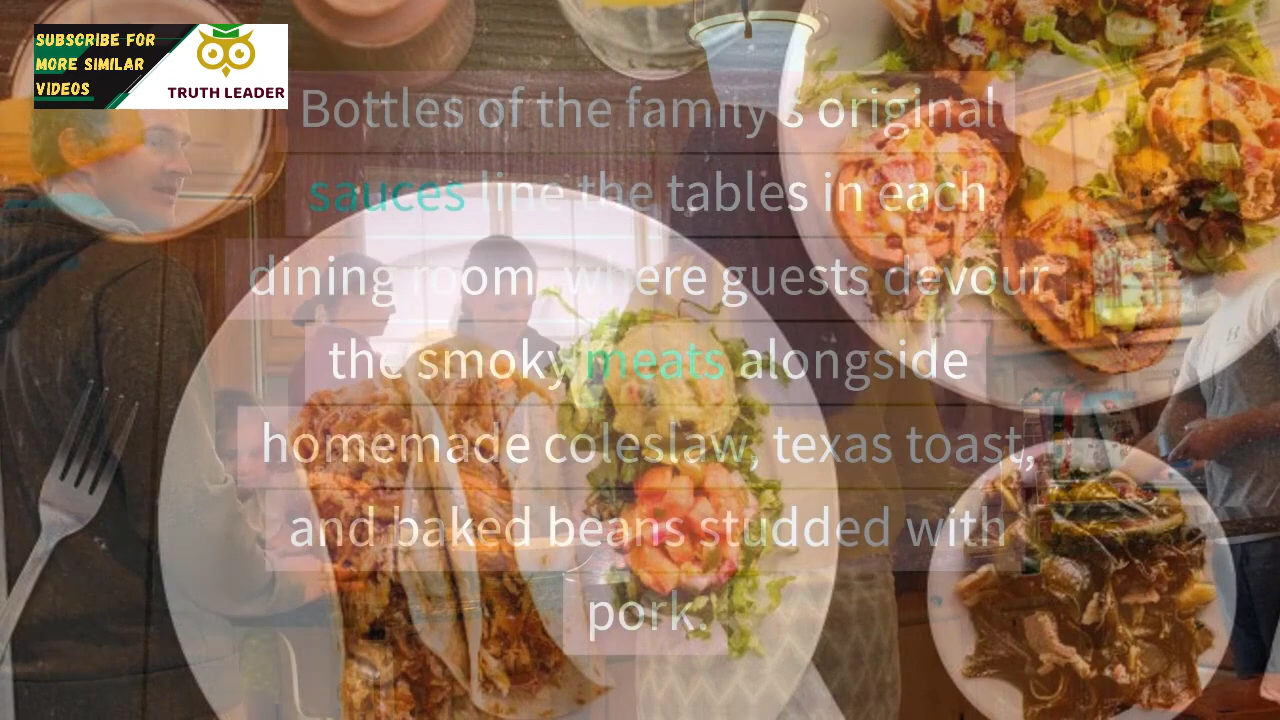 SUBSCRIBE FOR
MORE SIMILAR
VIDEOS
TRUTH LEADER
Bottles of the family s original
sauces line the tables in each
dining room, where guests devour
the smoky meats alongside
homemade coleslaw, texas toast,
and baked beans studded with
pork.